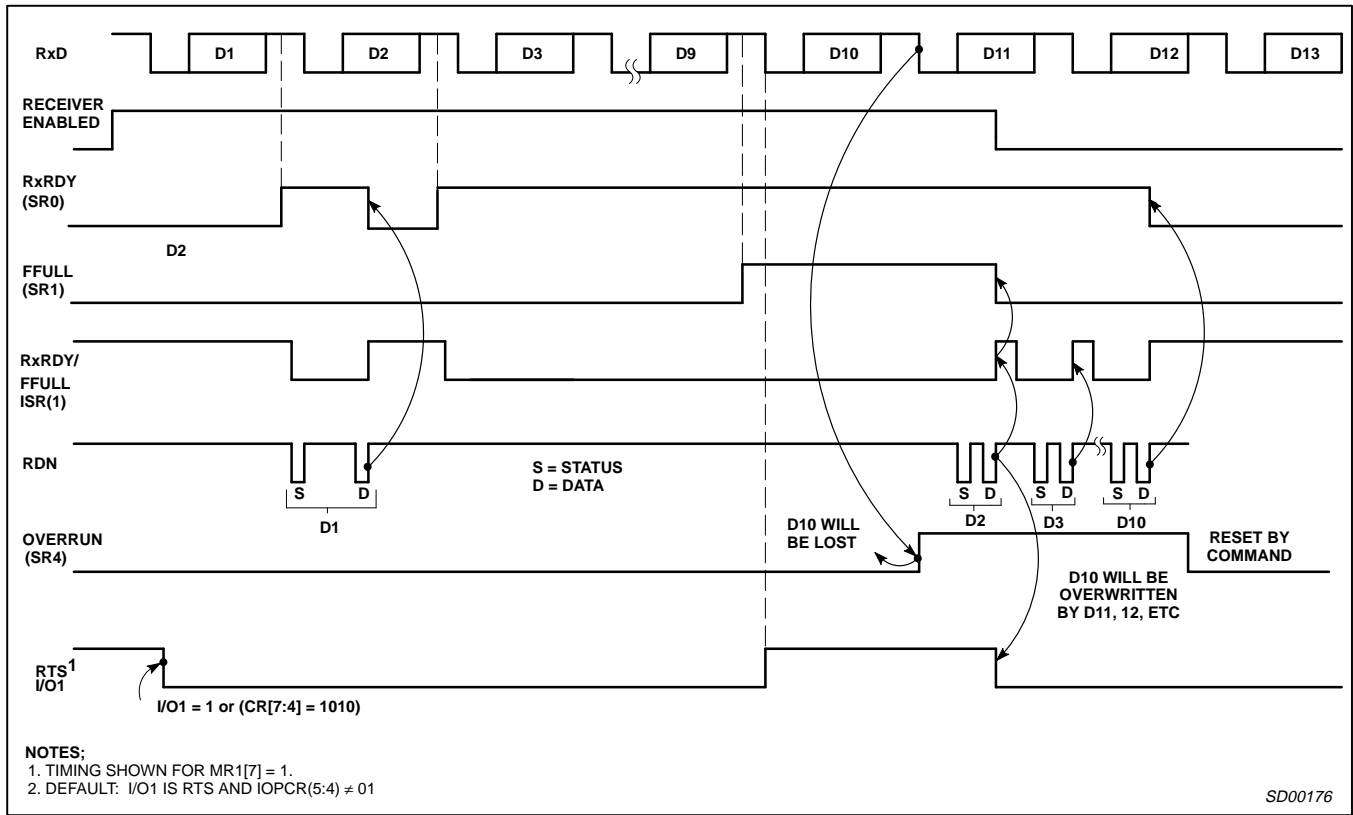 RxD
D1
D2
D3
D9
D10
D11
D12
D13
RECEIVER
ENABLED
RxRDY
(SR0)
D2
FFULL
(SR1)
RxRDY/
FFULL
ISR(1)
RDN
S
D
D1
S = STATUS
D = DATA
S
D
D2
S
D
D3
S
D
D10
OVERRUN
(SR4)
D10 WILL
BE LOST
RESET BY
COMMAND
D10 WILL BE
OVERWRITTEN
BY D11, 12, ETC
RTS1
I/O1
I/O1 = 1 or (CR[7:4] = 1010)
NOTES;
1. TIMING SHOWN FOR MR1[7] = 1.
2. DEFAULT: I/O1 IS RTS AND IOPCR(5:4) ≠ 01
SD00176